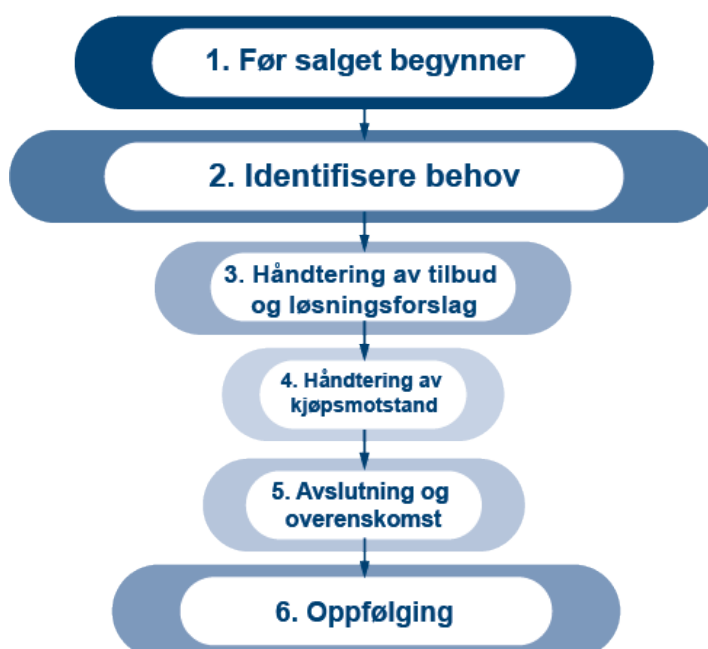 1. Før salget begynner
2. Identifisere behov
3. Håndtering av tilbud
og løsningsforslag
4. Håndtering av
kjøpsmotstand
5. Avslutning og
overenskomst
6. Oppfølging